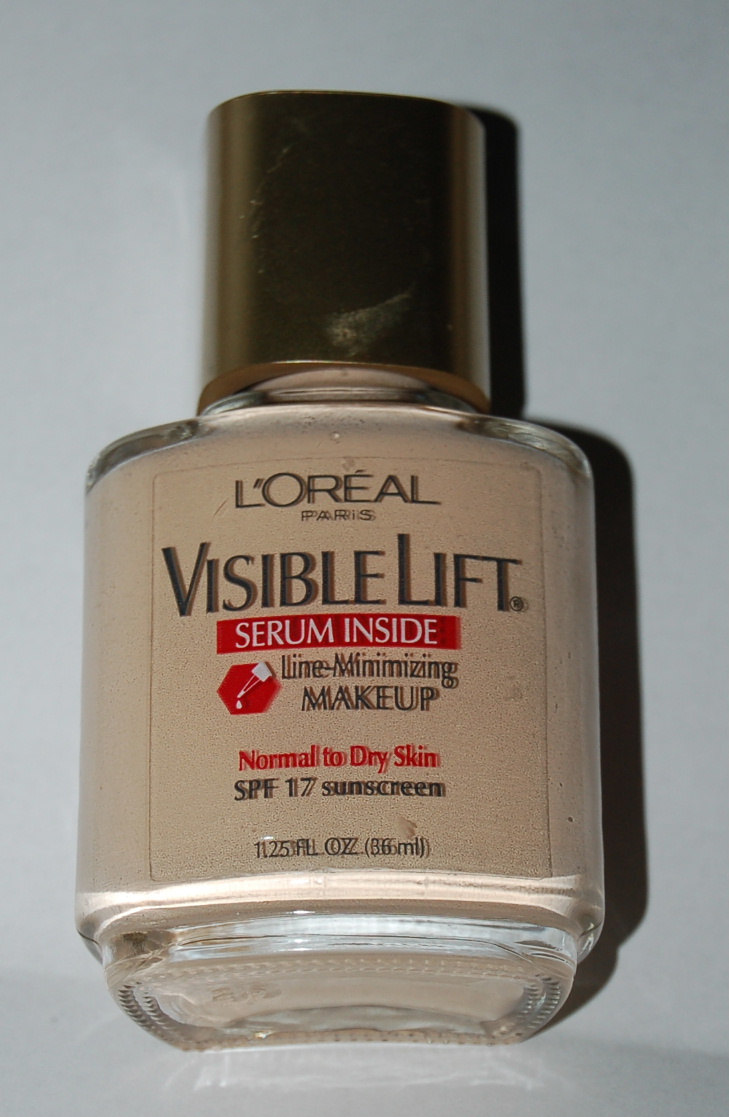 L'ORÉAL
PARIS
VISIBLE LIFT®
SERUM INSIDE
Line-Minimizing
MAKEUP
Normal to Dry Skin
SPF 17 sunscreen
1.25 FL. OZ. (36 ml)